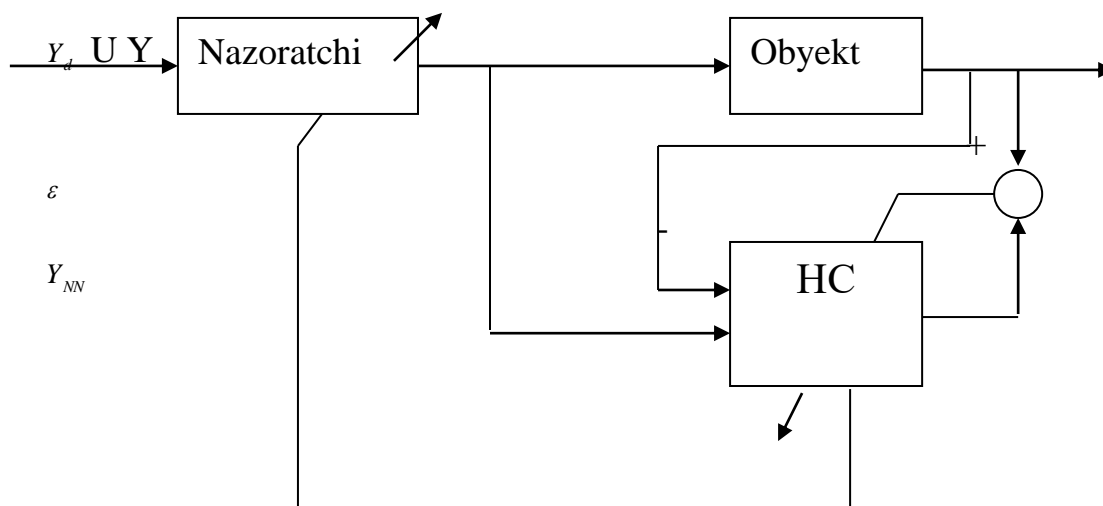 Y_d U Y Nazoratchi Obyekt
+
ε
-
Y_NN
HC